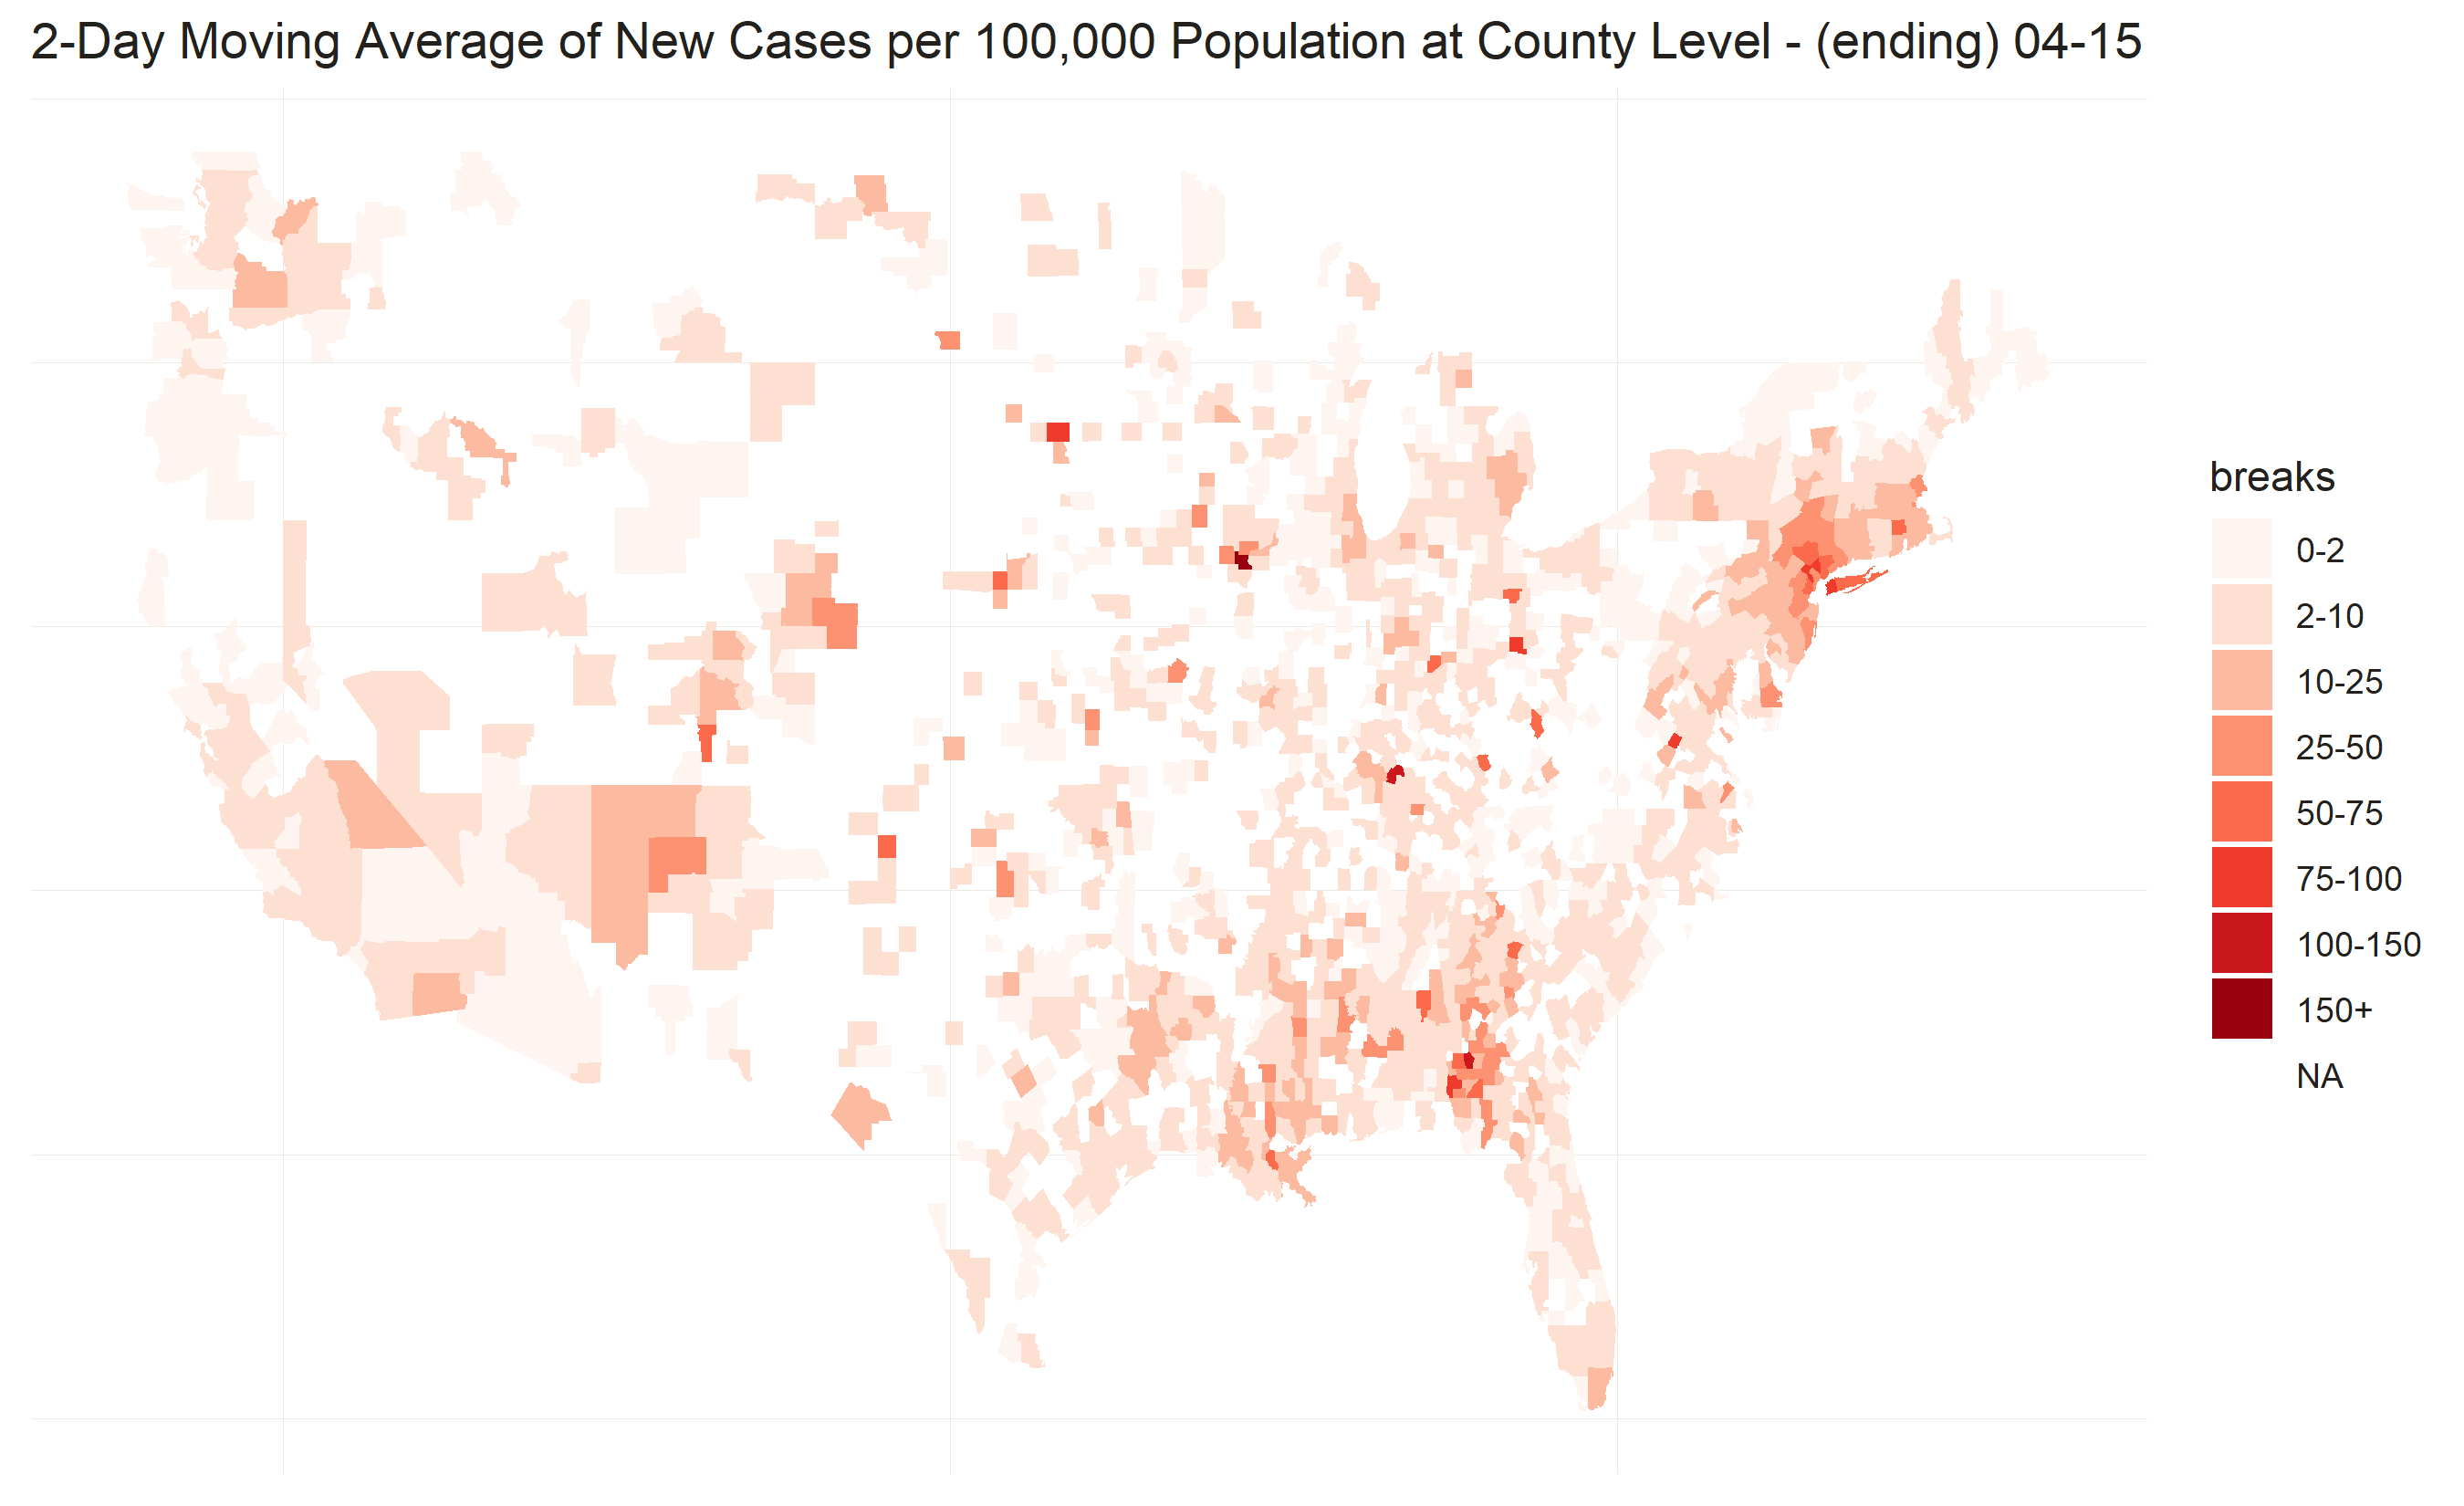 2-Day Moving Average of New Cases per 100,000 Population at County Level - (ending) 04-15
breaks
0-2
2-10
10-25
25-50
50-75
75-100
100-150
150+
NA